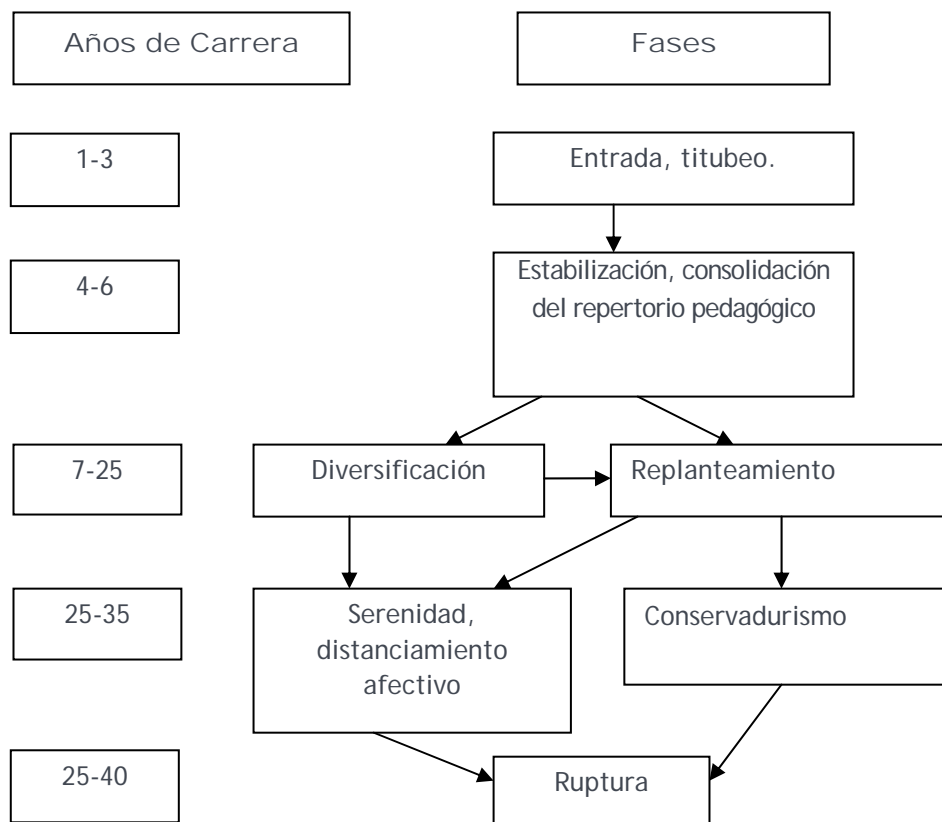 Años de Carrera
Fases
1-3
Entrada, titubeo.
4-6
Estabilización, consolidación
del repertorio pedagógico
7-25
Diversificación
Replanteamiento
25-35
Serenidad,
distanciamiento
afectivo
Conservadurismo
25-40
Ruptura